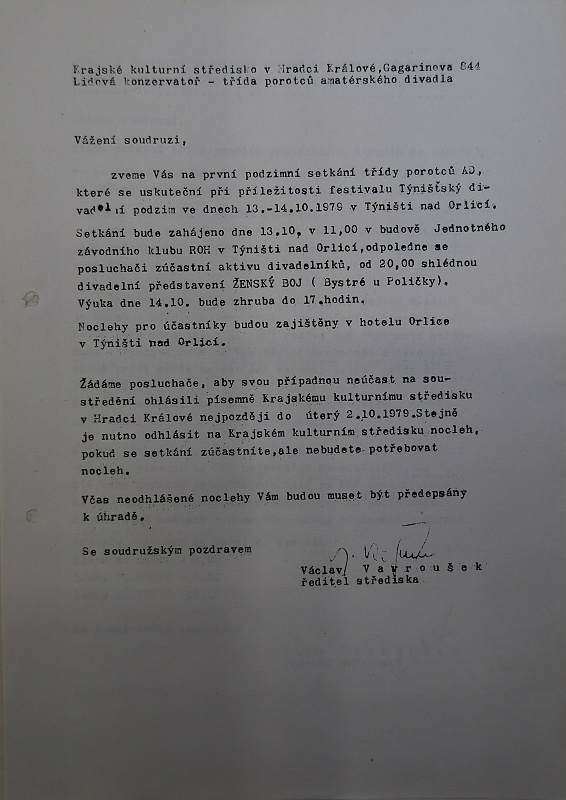 Krajské kulturní středisko v Hradci Králové,Gagarinova 844
Lidová konzervatoř - třída porotců amatérského divadla
Vážení soudruzi,
zveme Vás na první podzimní setkání třídy porotců AD,
které se uskuteční při příležitosti festivalu Týnišťský di-
vadelní podzim ve dnech 13.-14.10.1979 v Týništi nad Orlicí.
Setkání bude zahájeno dne 13.10, v 11,00 v budově Jednotného
závodního klubu ROH v Týništi nad Orlicí,odpoledne se
posluchači zúčastní aktivu divadelníků, od 20,00 shlédnou
divadelní představení ŽENSKÝ BOJ ( Bystré u Poličky).
Výuka dne 14.10. bude zhruba do 17.hodin.
Noclehy pro účastníky budou zajištěny v hotelu Orlice
v Týništi nad Orlicí.
Žádáme posluchače, aby svou případnou neúčast na sou-
středění ohlásili písemně Krajskému kulturnímu středisku
v Hradci Králové nejpozději do úterý 2.10.1979.Stejně
je nutno odhlásit na Krajském kulturním středisku nocleh,
pokud se setkání zúčastníte,ale nebudete potřebovat
nocleh.
Včas neodhlášené noclehy Vám budou muset být předepsány
k úhradě.
Se soudružským pozdravem
Václav V a v r o u š e k
ředitel střediska